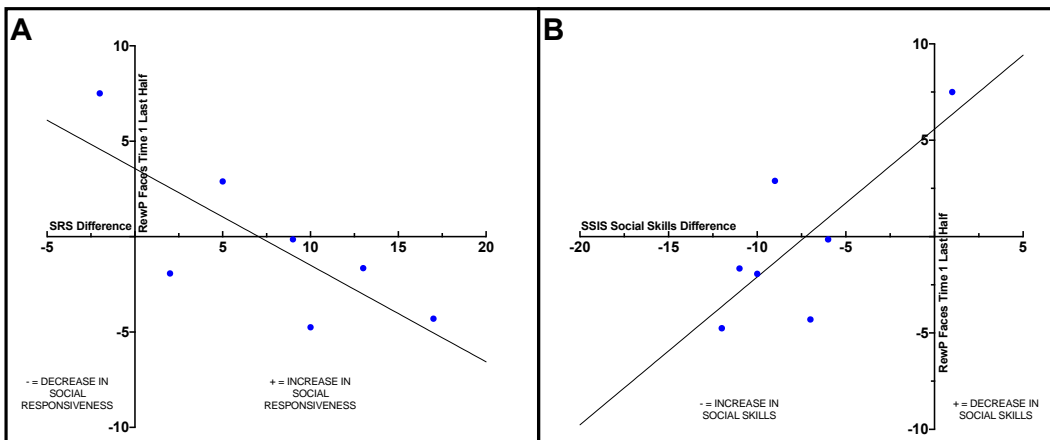 A
10
5
-5
-10
-5
5
10
15
20
SRS Difference
RewP Faces Time 1 Last Half
- = DECREASE IN
SOCIAL
RESPONSIVENESS
+ = INCREASE IN
SOCIAL
RESPONSIVENESS
B
10
5
-5
-10
-20
-15
-10
-5
5
SSIS Social Skills Difference
RewP Faces Time 1 Last Half
- = INCREASE IN
SOCIAL SKILLS
+ = DECREASE IN
SOCIAL SKILLS